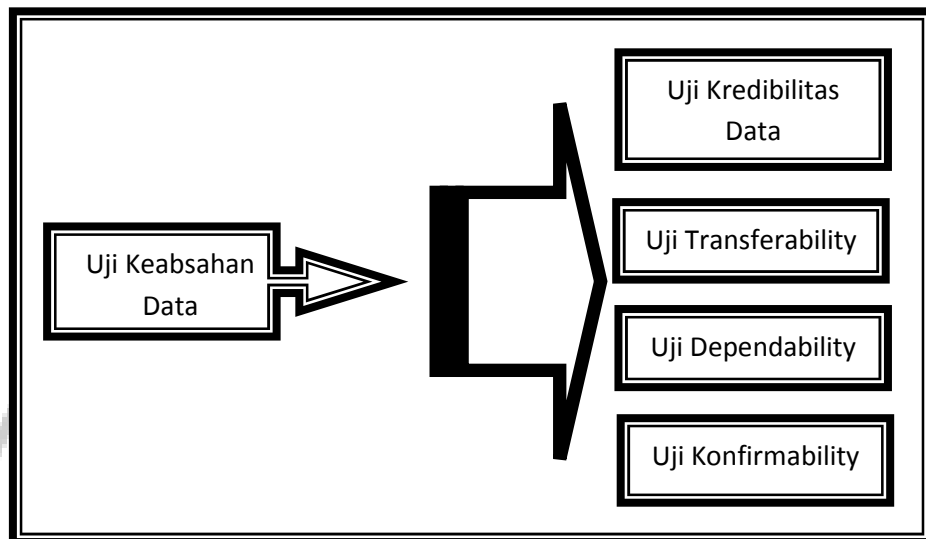 Uji Kredibilitas
Data
Uji Keabsahan
Data
Uji Transferability
Uji Dependability
Uji Konfirmability